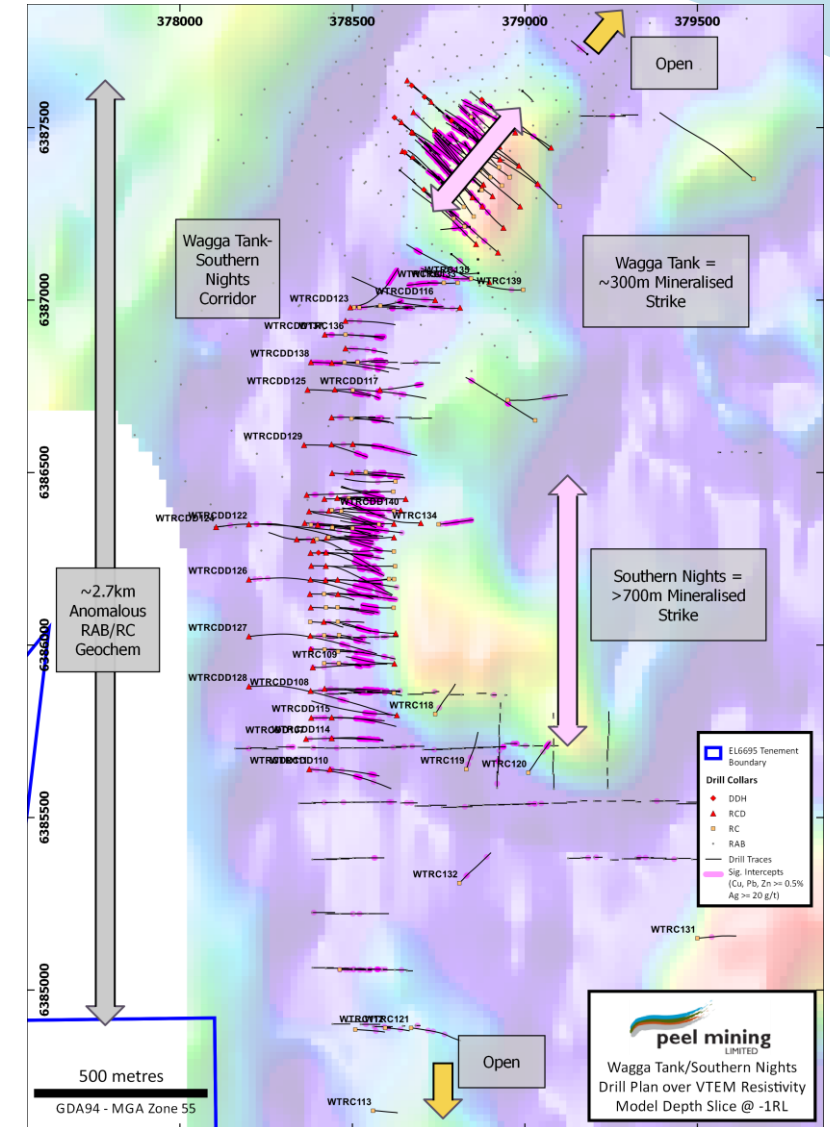 378000
378500
379000
379500
Open
6387500
Wagga Tank-
Southern
Nights
Corridor
Wagga Tank =
~300m Mineralised
Strike
WTRC139
WTRCDD116
WTRCDD123
6387000
WTRC136
WTRCDD138
WTRCDD125
WTRCDD117
WTRCDD129
6386500
WTRCDD140
WTRCDD122
WTRC134
~2.7km
Anomalous
RAB/RC
Geochem
Southern Nights =
>700m Mineralised
Strike
WTRCDD126
6386000
WTRCDD127
WTRC109
WTRCDD128
WTRCDD108
WTRC118
WTRCDD115
WTRCDD114
WTRC119
WTRC120
WTRCDD110
6385500
EL6695 Tenement
Boundary
Drill Collars
DDH
RCD
RC
RAB
Drill Traces
Sig. Intercepts
(Cu, Pb, Zn >= 0.5%
Ag >= 20 g/t)
WTRC132
WTRC131
6385000
WTRC121
Open
WTRC113
500 metres
GDA94 - MGA Zone 55
peel mining
LIMITED
Wagga Tank/Southern Nights
Drill Plan over VTEM Resistivity
Model Depth Slice @ -1RL